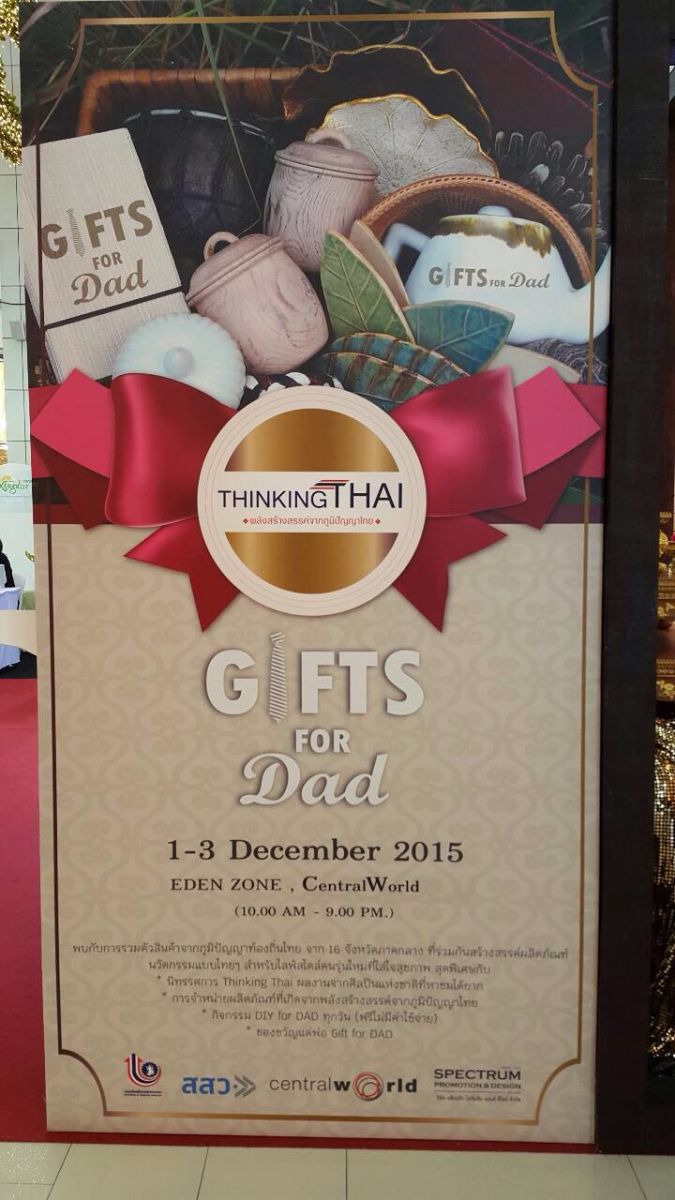 GIFTS
FOR
Dad
GIFTS FOR Dad
THINKING THAI
พลังสร้างสรรค์จากภูมิปัญญาไทย
GIFTS
FOR
Dad
1-3 December 2015
EDEN ZONE , CentralWorld
(10.00 AM - 9.00 PM.)
พบกับการรวมตัวสินค้าจากภูมิปัญญาท้องถิ่นไทย จาก 16 จังหวัดภาคกลาง ที่ร่วมกันสร้างสรรค์ผลิตภัณฑ์
นวัตกรรมแบบไทยๆ สำหรับไลฟ์สไตล์คนรุ่นใหม่ที่ใส่ใจสุขภาพ สุดพิเศษกับ
* นิทรรศการ Thinking Thai ผลงานจากศิลปินแห่งชาติที่หาชมได้ยาก
* การจำหน่ายผลิตภัณฑ์ที่เกิดจากพลังสร้างสรรค์จากภูมิปัญญาไทย
* กิจกรรม DIY for DAD ทุกวัน (ฟรีไม่มีค่าใช้จ่าย)
* ของขวัญแด่พ่อ Gift for DAD
สสว
centralworld
SPECTRUM
PROMOTION & DESIGN